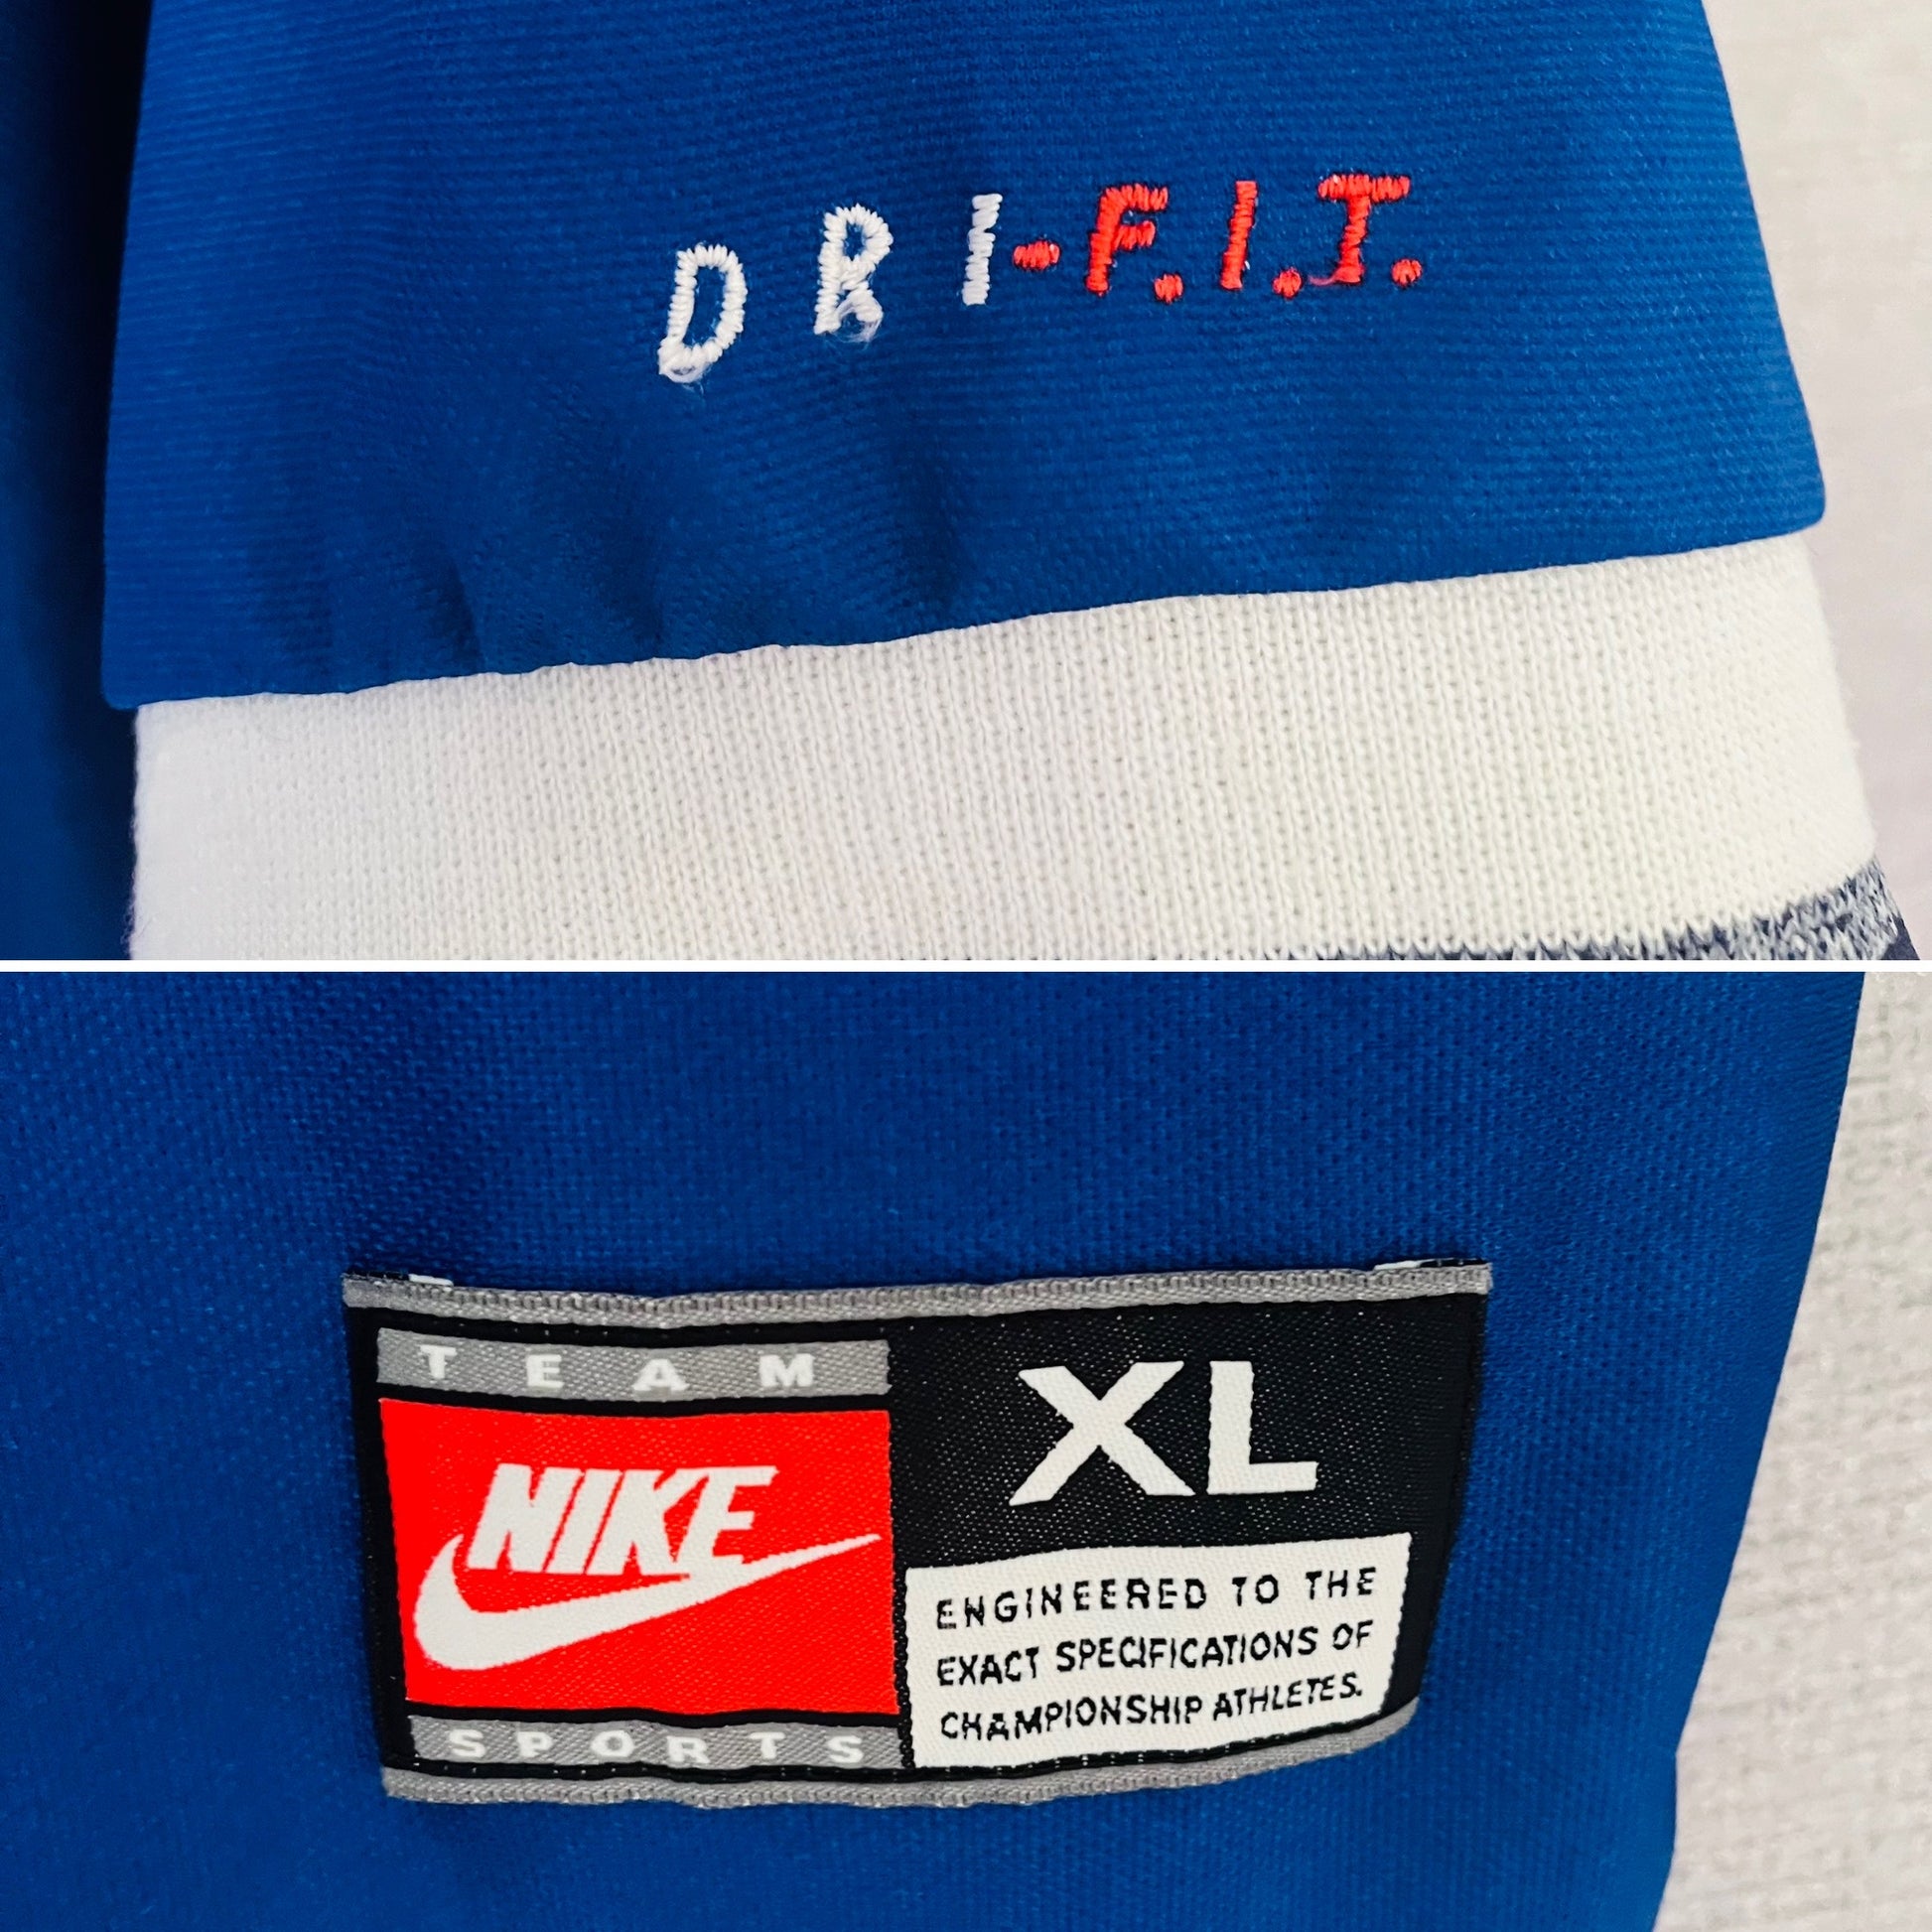 DRI-F.I.T.
TEAM
NIKE
SPORTS
XL
ENGINEERED TO THE
EXACT SPECIFICATIONS OF
CHAMPIONSHIP ATHLETES.